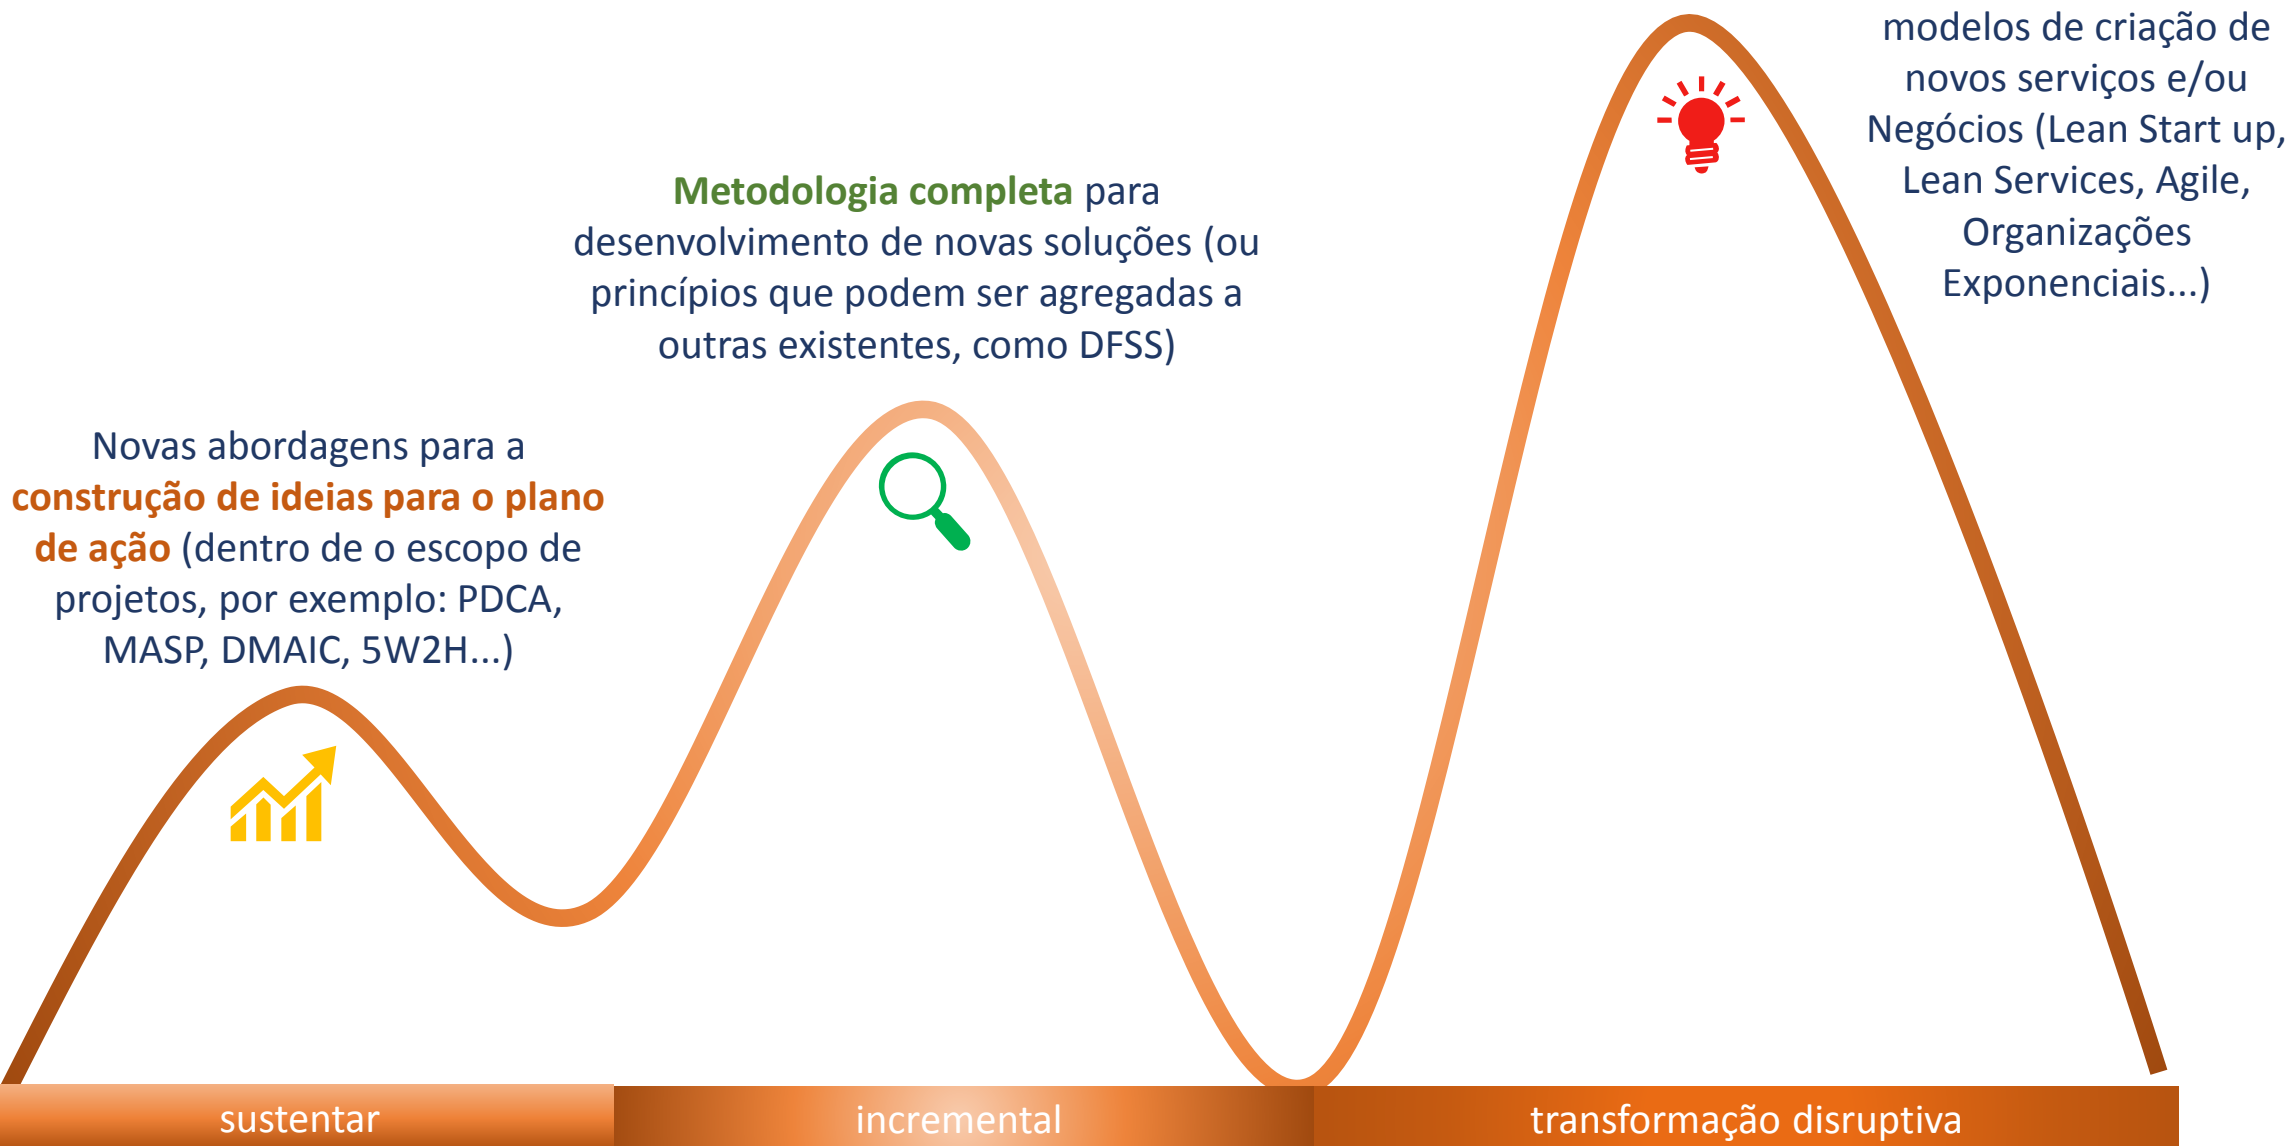 Novas abordagens para a
construção de ideias para o plano
de ação (dentro de o escopo de
projetos, por exemplo: PDCA,
MASP, DMAIC, 5W2H...)
Metodologia completa para
desenvolvimento de novas soluções (ou
princípios que podem ser agregadas a
outras existentes, como DFSS)
modelos de criação de
novos serviços e/ou
Negócios (Lean Start up,
Lean Services, Agile,
Organizações
Exponenciais...)
sustentar
incremental
transformação disruptiva